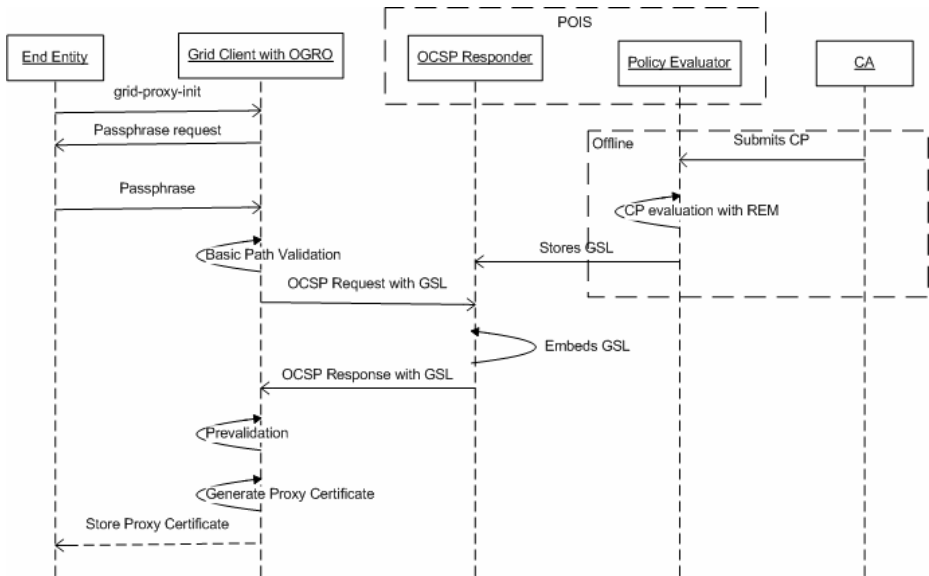 POIS
End Entity
Grid Client with OGRO
OCSP Responder
Policy Evaluator
CA
grid-proxy-init
Passphrase request
Offline
Submits CP
Passphrase
CP evaluation with REM
Basic Path Validation
Stores GSL
OCSP Request with GSL
Embeds GSL
OCSP Response with GSL
Prevalidation
Generate Proxy Certificate
Store Proxy Certificate